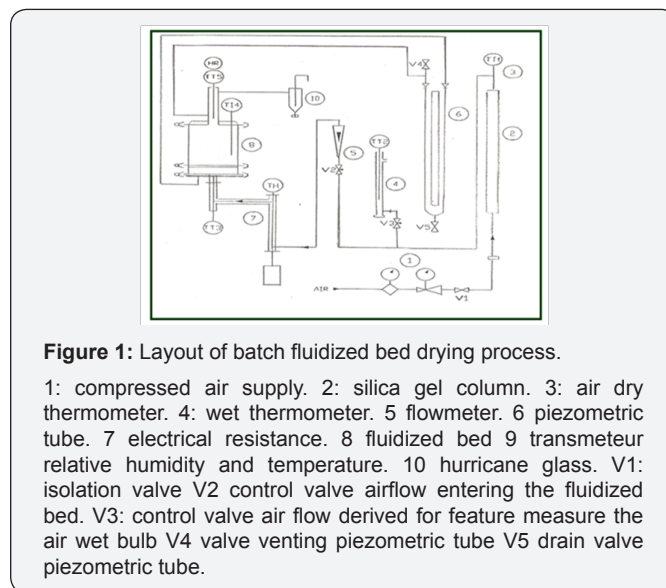 V4
TT1
3
HR
TT5
TI4
10
6
2
8
5
TT2
V2
4
TH
V3
V5
7
TT3
1
AIR
V1
Figure 1: Layout of batch fluidized bed drying process.
1: compressed air supply. 2: silica gel column. 3: air dry
thermometer. 4: wet thermometer. 5 flowmeter. 6 piezometric
tube. 7 electrical resistance. 8 fluidized bed 9 transmeteur
relative humidity and temperature. 10 hurricane glass. V1:
isolation valve V2 control valve airflow entering the fluidized
bed. V3: control valve air flow derived for feature measure the
air wet bulb V4 valve venting piezometric tube V5 drain valve
piezometric tube.